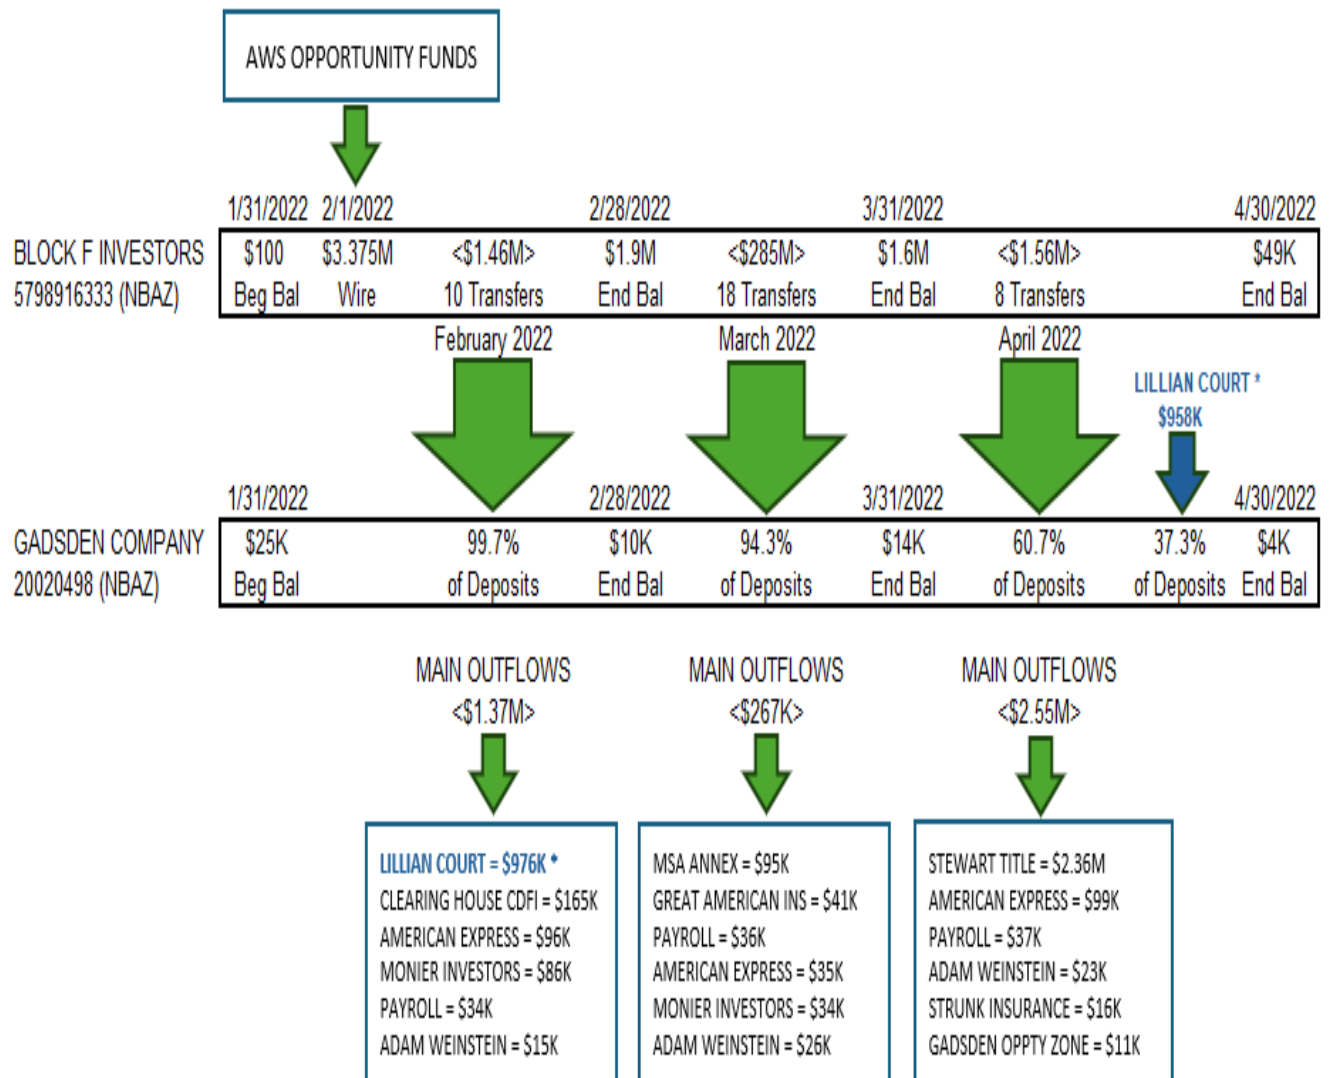 AWS OPPORTUNITY FUNDS
1/31/2022 2/1/2022 2/28/2022 3/31/2022 4/30/2022
BLOCK F INVESTORS $100 $3.375M <$1.46M> $1.9M <$285M> $1.6M <$1.56M> $49K
5798916333 (NBAZ) Beg Bal Wire 10 Transfers End Bal 18 Transfers End Bal 8 Transfers End Bal
February 2022 March 2022 April 2022
LILLIAN COURT *
$958K
1/31/2022 2/28/2022 3/31/2022 4/30/2022
GADSDEN COMPANY $25K 99.7% $10K 94.3% $14K 60.7% 37.3% $4K
20020498 (NBAZ) Beg Bal of Deposits End Bal of Deposits End Bal of Deposits of Deposits End Bal
MAIN OUTFLOWS MAIN OUTFLOWS MAIN OUTFLOWS
<$1.37M> <$267K> <$2.55M>
LILLIAN COURT = $976K *
CLEARING HOUSE CDFI = $165K
AMERICAN EXPRESS = $96K
MONIER INVESTORS = $86K
PAYROLL = $34K
ADAM WEINSTEIN = $15K
MSA ANNEX = $95K
GREAT AMERICAN INS = $41K
PAYROLL = $36K
AMERICAN EXPRESS = $35K
MONIER INVESTORS = $34K
ADAM WEINSTEIN = $26K
STEWART TITLE = $2.36M
AMERICAN EXPRESS = $99K
PAYROLL = $37K
ADAM WEINSTEIN = $23K
STRUNK INSURANCE = $16K
GADSDEN OPPTY ZONE = $11K